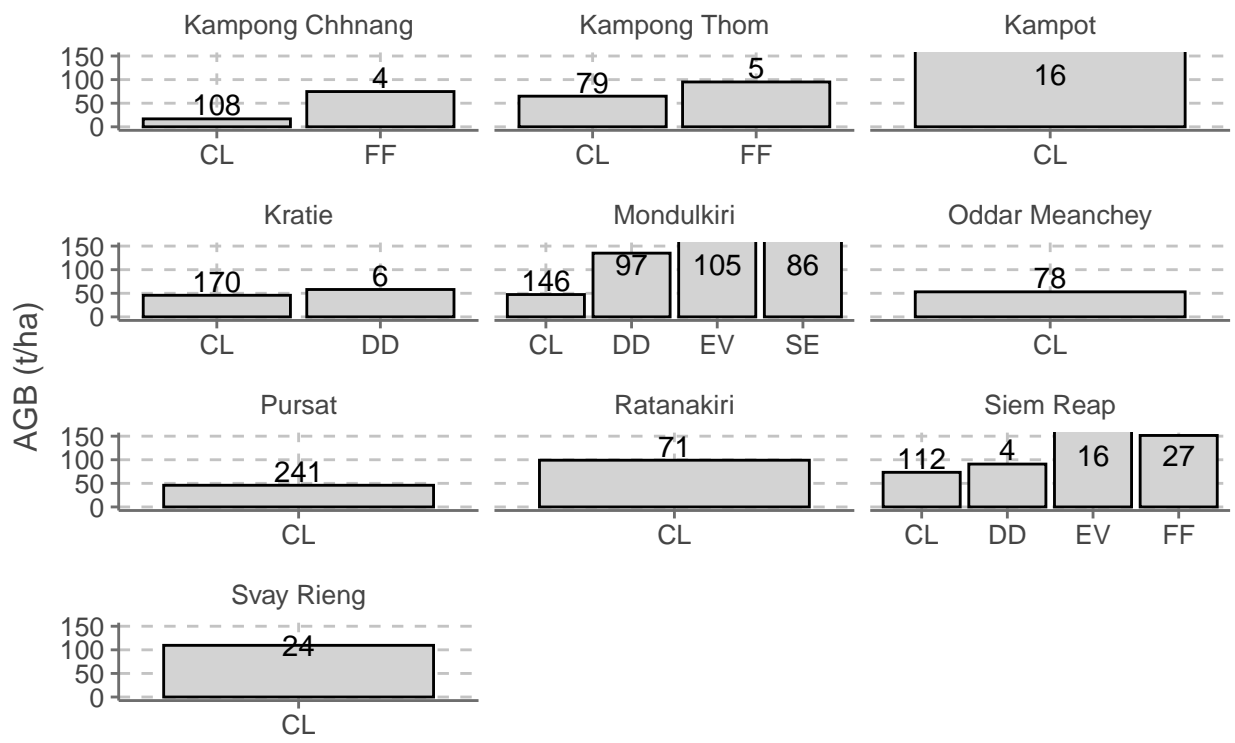 Kampong Chhnang
Kampong Thom
Kampot
150
100
50
0
108
4
79
5
16
CL
FF
CL
FF
CL
Kratie
Mondulkiri
Oddar Meanchey
150
100
50
0
170
6
146
97
105
86
78
CL
DD
CL
DD
EV
SE
CL
AGB (t/ha)
Pursat
Ratanakiri
Siem Reap
150
100
50
0
241
71
112
4
16
27
CL
CL
CL
DD
EV
FF
Svay Rieng
150
100
50
0
24
CL